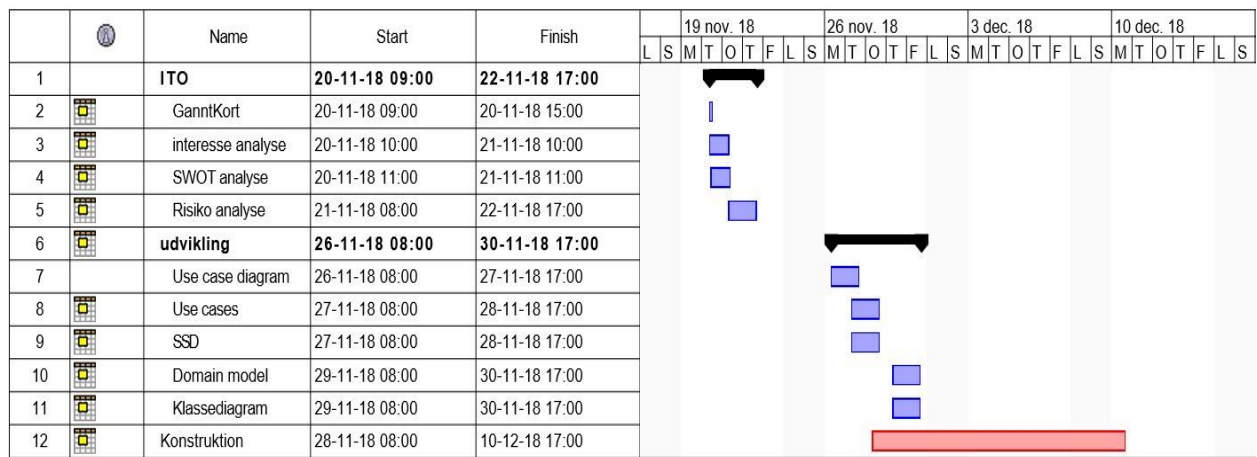 Name Start Finish 19 nov. 18 26 nov. 18 3 dec. 18 10 dec. 18
L S M T O T F L S M T O T F L S M T O T F L S M T O T F L S
1 ITO 20-11-18 09:00 22-11-18 17:00
2 GanntKort 20-11-18 09:00 20-11-18 15:00
3 interesse analyse 20-11-18 10:00 21-11-18 10:00
4 SWOT analyse 20-11-18 11:00 21-11-18 11:00
5 Risiko analyse 21-11-18 08:00 22-11-18 17:00
6 udvikling 26-11-18 08:00 30-11-18 17:00
7 Use case diagram 26-11-18 08:00 27-11-18 17:00
8 Use cases 27-11-18 08:00 28-11-18 17:00
9 SSD 27-11-18 08:00 28-11-18 17:00
10 Domain model 29-11-18 08:00 30-11-18 17:00
11 Klassediagram 29-11-18 08:00 30-11-18 17:00
12 Konstruktion 28-11-18 08:00 10-12-18 17:00